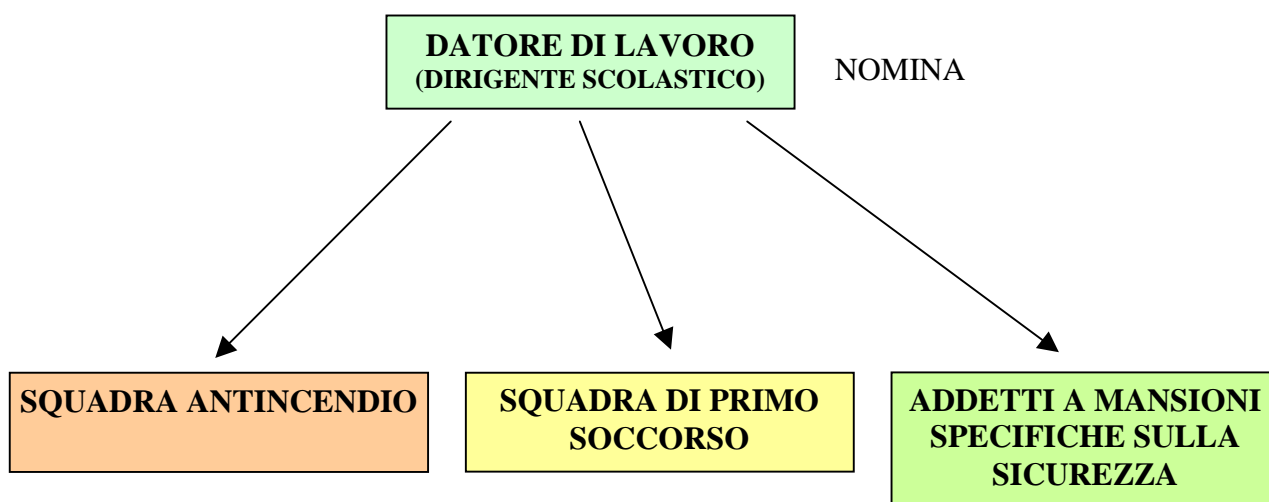 DATORE DI LAVORO
(DIRIGENTE SCOLASTICO)
NOMINA
SQUADRA ANTINCENDIO
SQUADRA DI PRIMO
SOCCORSO
ADDETTI A MANSIONI
SPECIFICHE SULLA
SICUREZZA